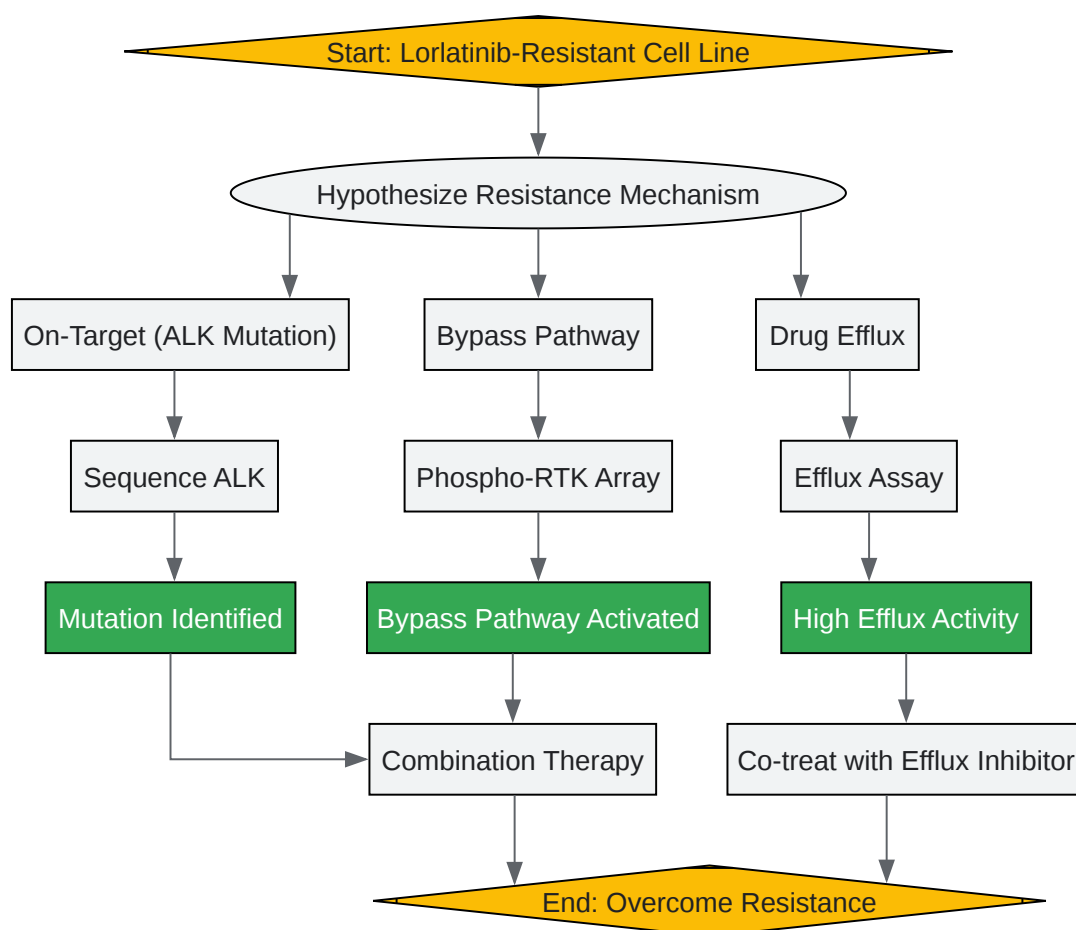 Start: Lorlatinib-Resistant Cell Line
Hypothesize Resistance Mechanism
On-Target (ALK Mutation)
Bypass Pathway
Drug Efflux
Sequence ALK
Phospho-RTK Array
Efflux Assay
Mutation Identified
Bypass Pathway Activated
High Efflux Activity
Combination Therapy
Co-treat with Efflux Inhibitor
End: Overcome Resistance